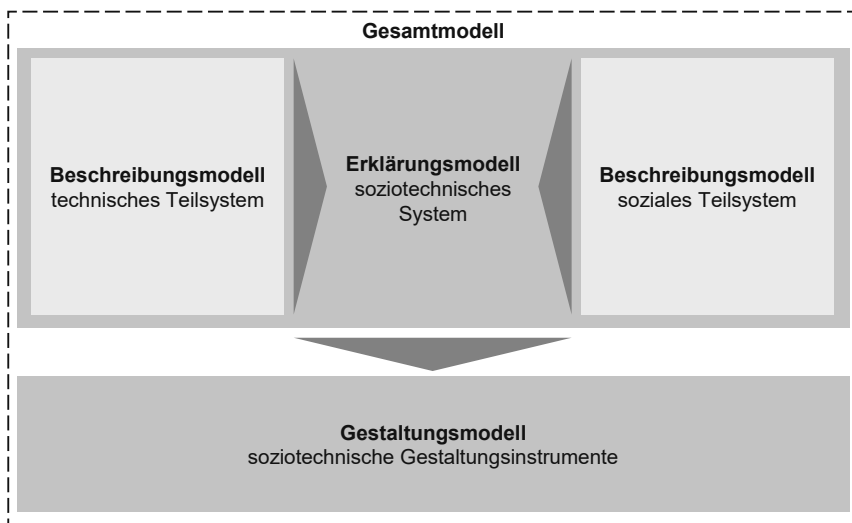 Gesamtmodell
Beschreibungsmodell
technisches Teilsystem
Erklärungsmodell
soziotechnisches
System
Beschreibungsmodell
soziales Teilsystem
Gestaltungsmodell
soziotechnische Gestaltungsinstrumente